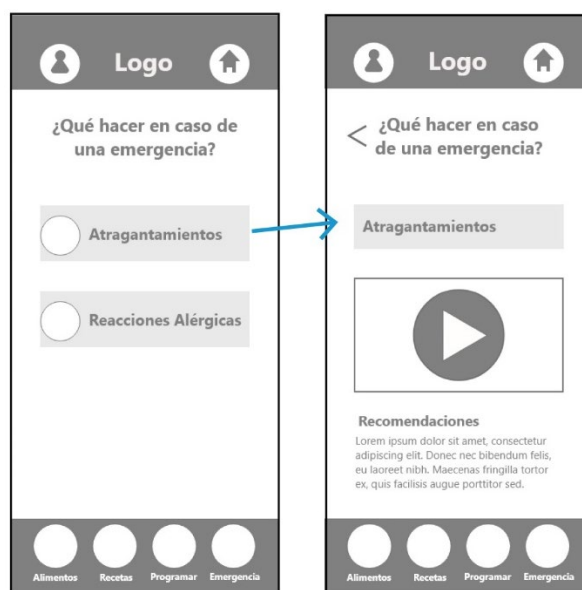 Logo
¿Qué hacer en caso de
una emergencia?
Atragantamientos
Reacciones Alérgicas
Alimentos
Recetas
Programar
Emergencia
Logo
¿Qué hacer en caso
de una emergencia?
Atragantamientos
Recomendaciones
Lorem ipsum dolor sit amet, consectetur
adipiscing elit. Donec nec bibendum felis,
eu laoreet nibh. Maecenas fringilla tortor
ex, quis facilisis augue porttitor sed.
Alimentos
Recetas
Programar
Emergencia